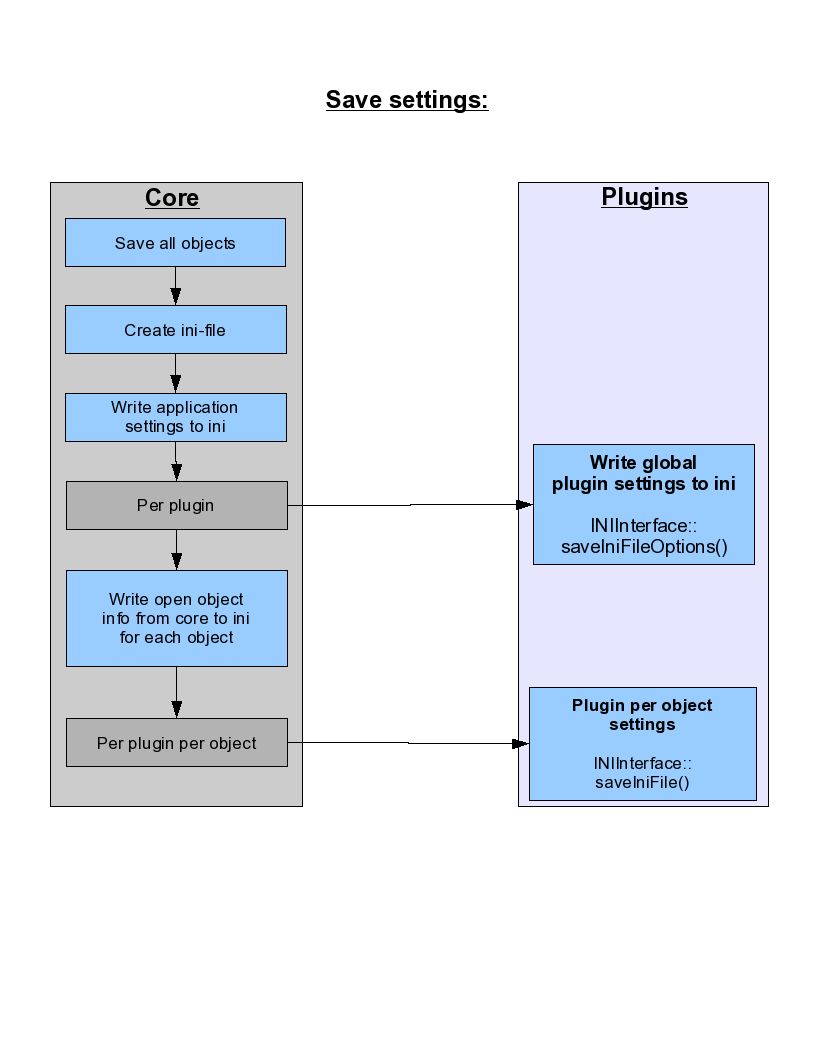 Save settings:
Core
Save all objects
Create ini-file
Write application
settings to ini
Per plugin
Write open object
info from core to ini
for each object
Per plugin per object
Plugins
Write global
plugin settings to ini
INIInterface::
saveIniFileOptions()
Plugin per object
settings
INIInterface::
saveIniFile()